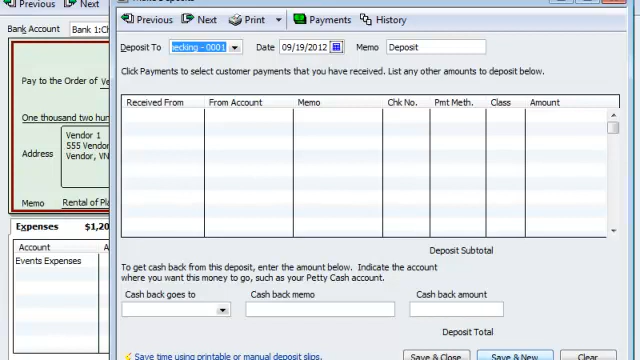 Previous Next
Previous Next Print Payments History
Bank Account Bank 1:Ch
Deposit To ecking - 0001 Date 09/19/2012 Memo Deposit
Click Payments to select customer payments that you have received. List any other amounts to deposit below.
Pay to the Order of Ve
Received From From Account Memo Chk No. Pmt Meth. Class Amount
One thousand two hun
Vendor 1
555 Vendor
Address Vendor, VN
Memo Rental of Pla
Expenses $1,20
Account A
Events Expenses
Deposit Subtotal
To get cash back from this deposit, enter the amount below. Indicate the account
where you want this money to go, such as your Petty Cash account.
Cash back goes to Cash back memo Cash back amount
Deposit Total
Save time using printable or manual deposit slips. Save & Close Save & New Clear